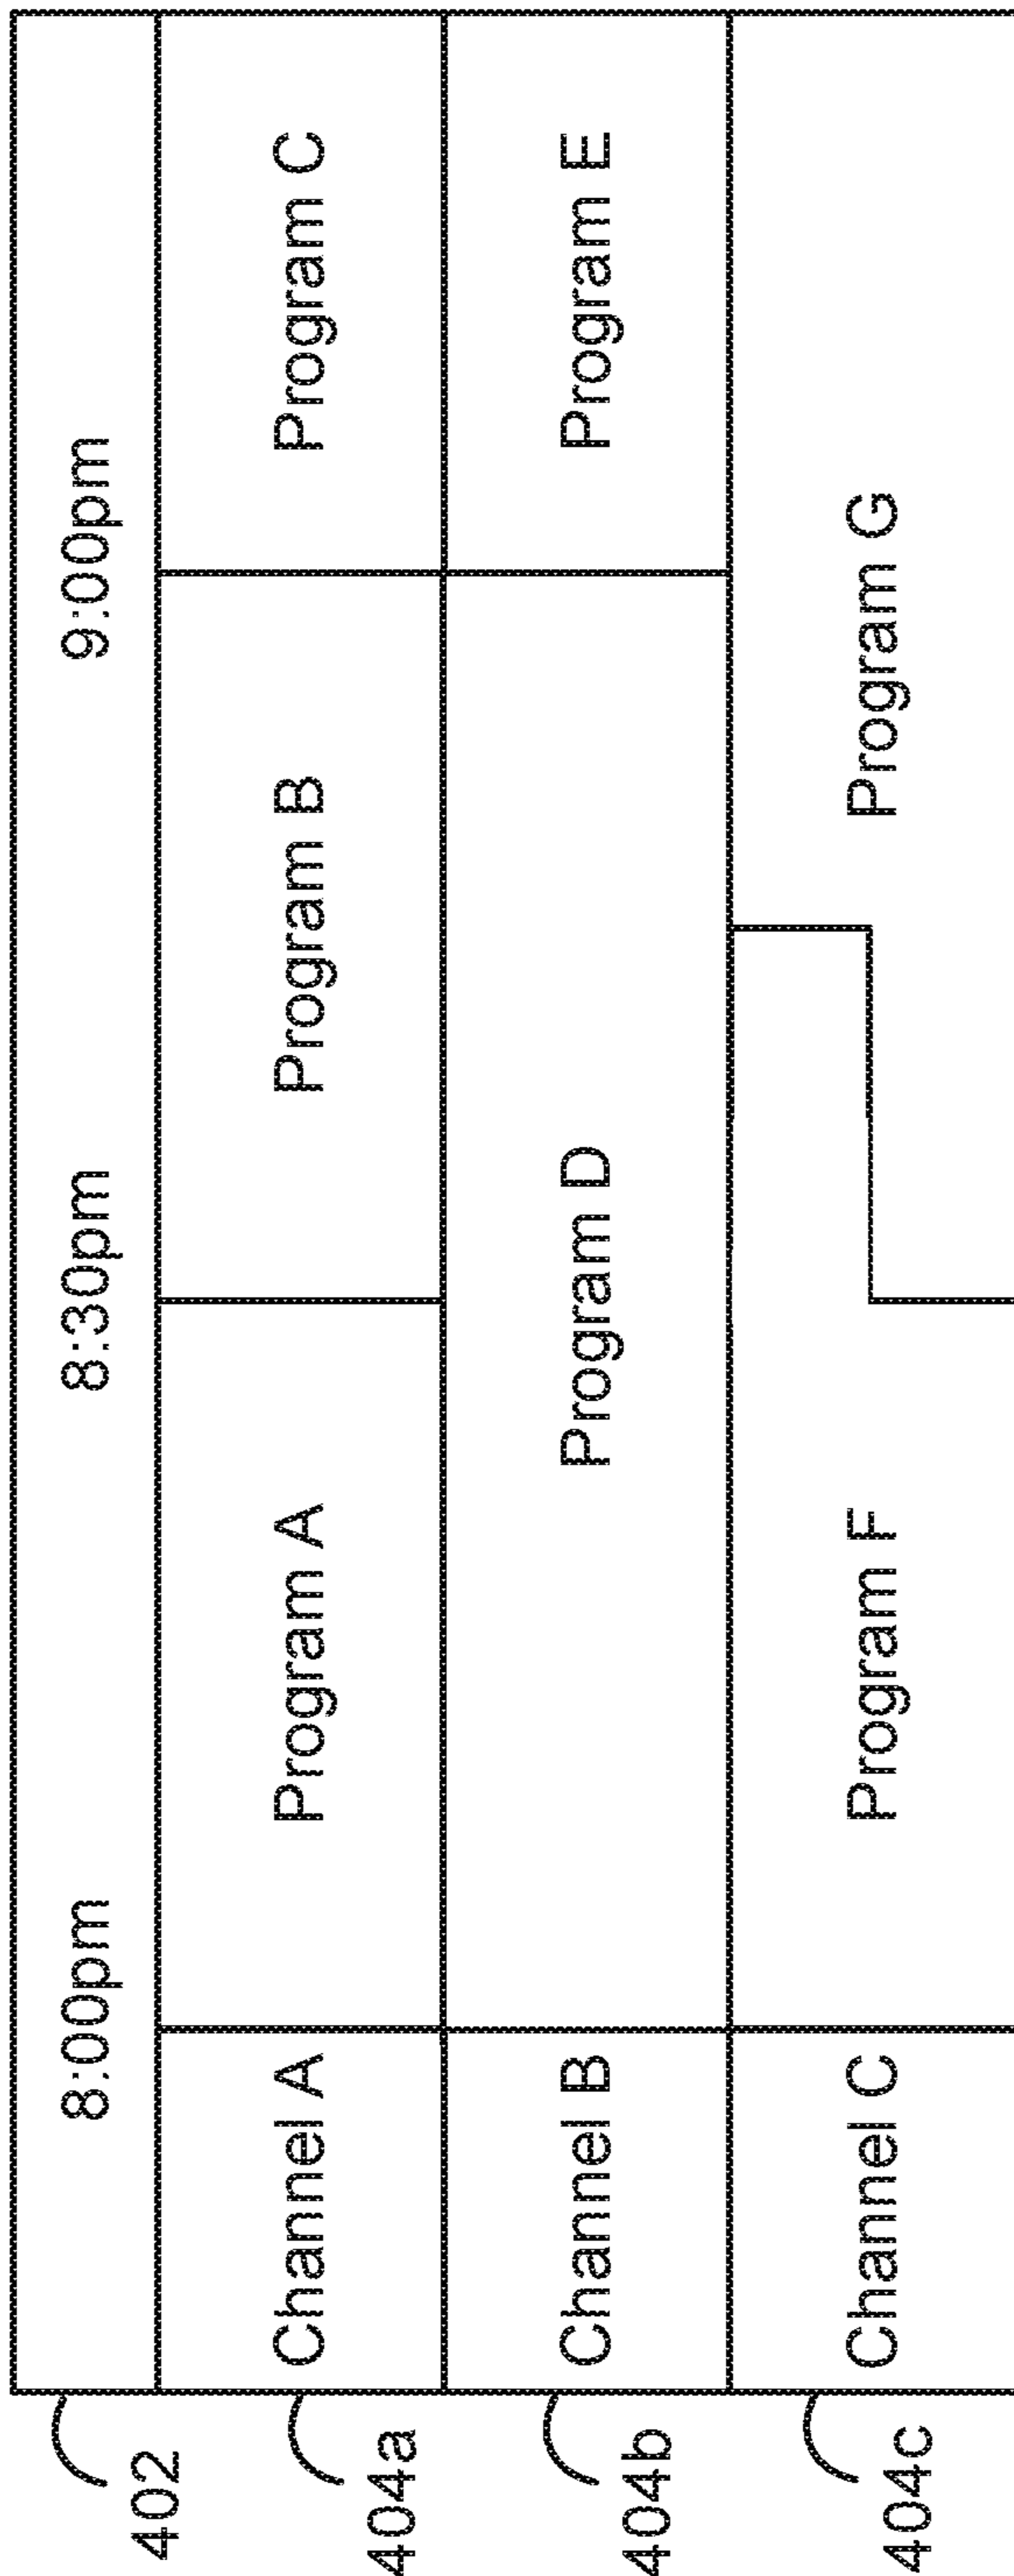 402 8:00pm 8:30pm 9:00pm
404a Channel A Program A Program B Program C
404b Channel B Program D Program E
404c Channel C Program F Program G